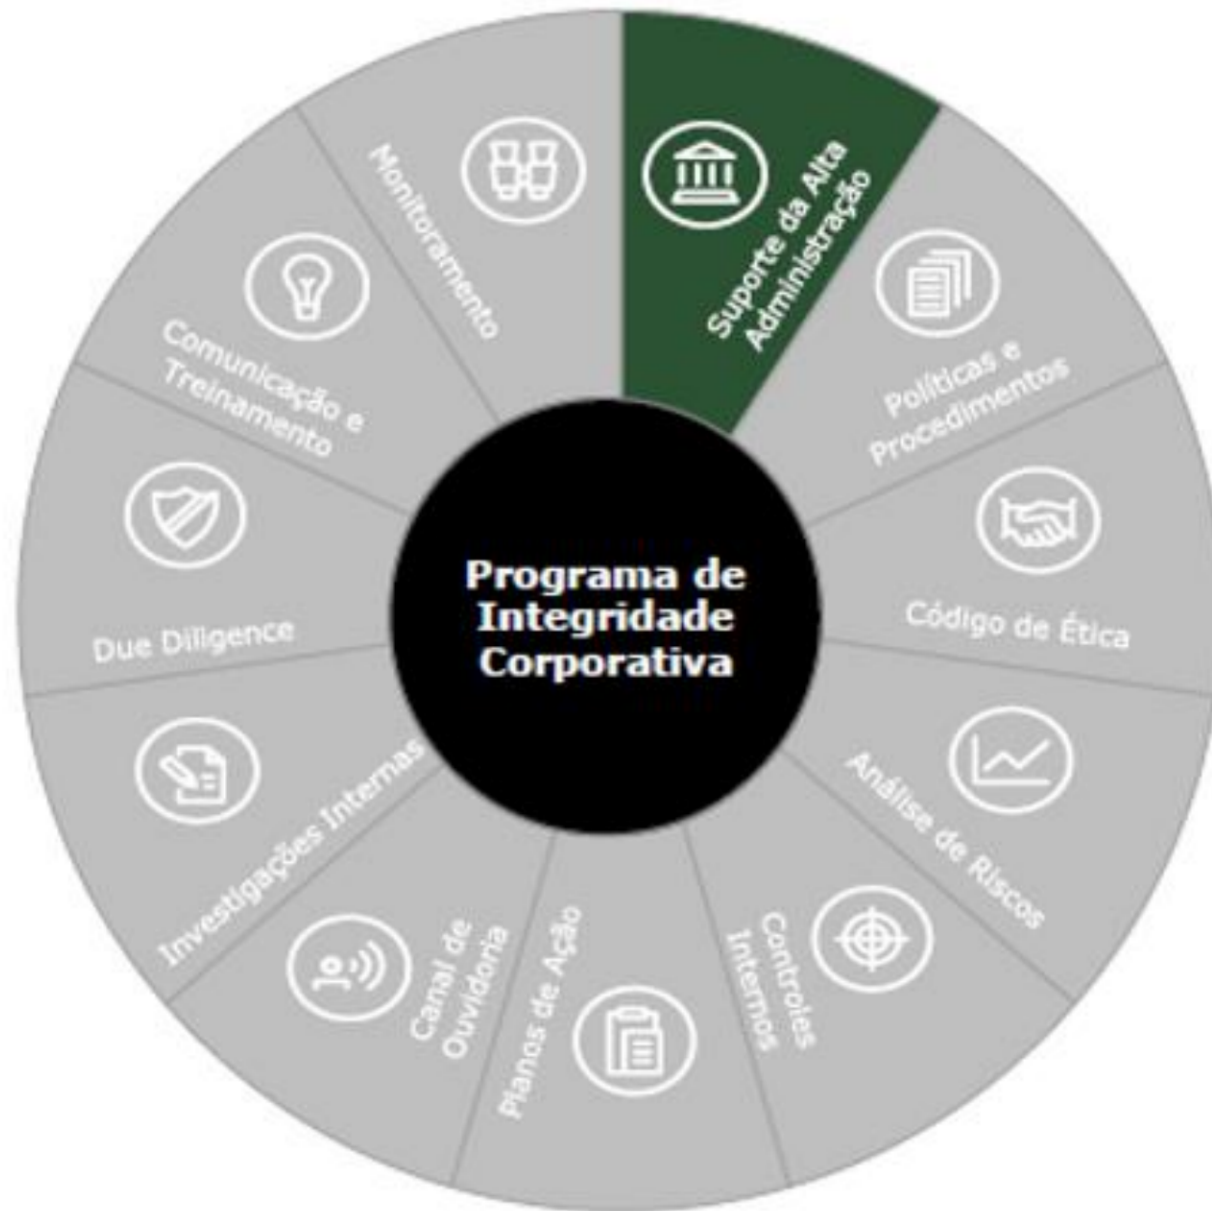 Programa de
Integridade
Corporativa
Suporte da Alta
Administração
Políticas e
Procedimentos
Código de Ética
Análise de Riscos
Controles
Internos
Planos de Ação
Canal de
Ouvidoria
Investigações Internas
Due Diligence
Comunicação e
Treinamento
Monitoramento